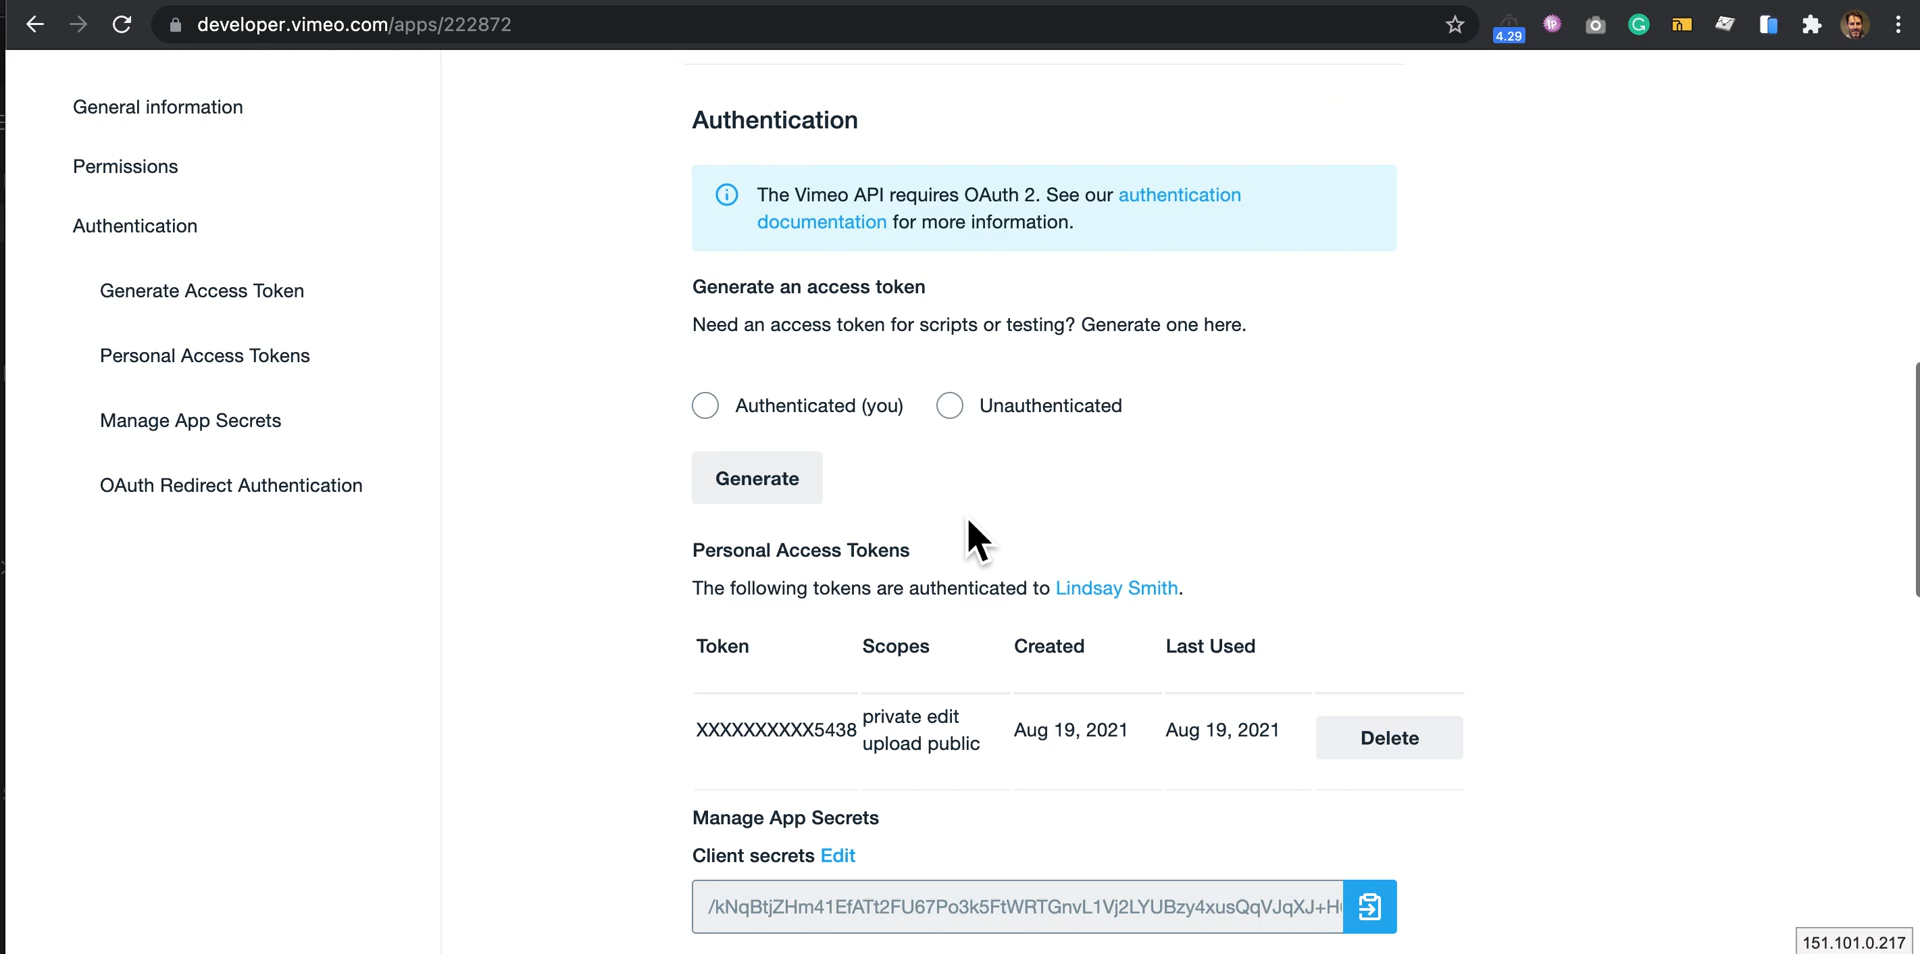 developer.vimeo.com/apps/222872
4.29
General information
Permissions
Authentication
Generate Access Token
Personal Access Tokens
Manage App Secrets
OAuth Redirect Authentication
Authentication
The Vimeo API requires OAuth 2. See our authentication
documentation for more information.
Generate an access token
Need an access token for scripts or testing? Generate one here.
Authenticated (you) Unauthenticated
Generate
Personal Access Tokens
The following tokens are authenticated to Lindsay Smith.
Token Scopes Created Last Used
XXXXXXXXXX5438 private edit upload public Aug 19, 2021 Aug 19, 2021 Delete
Manage App Secrets
Client secrets Edit
/kNqBtjZHm41EfATt2FU67Po3k5FtWRTGnvL1Vj2LYUBzy4xusQqVJqXJ+H
151.101.0.217